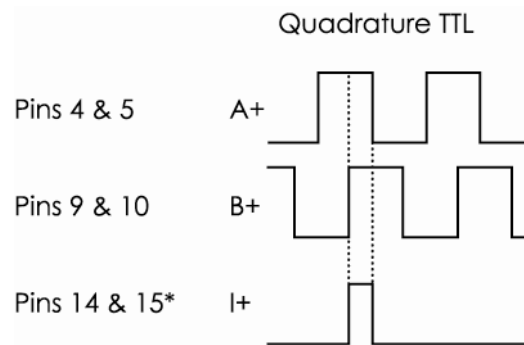 Quadrature TTL
Pins 4 & 5 A+
Pins 9 & 10 B+
Pins 14 & 15* I+